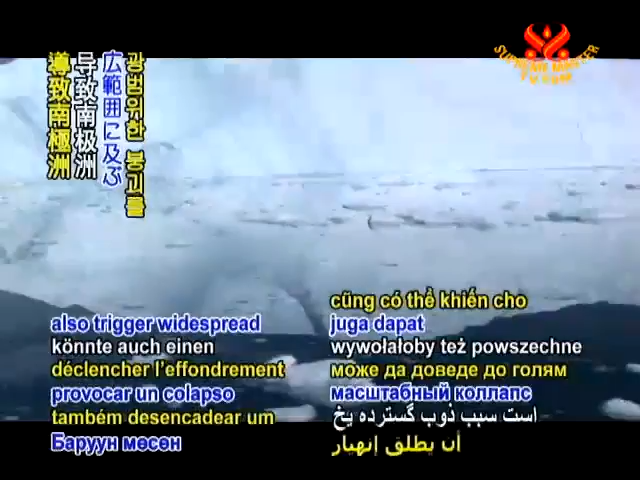 SUPREME MASTER
導致南極洲
导致南极洲
広範囲に及ぶ
광범위한 붕괴를
also trigger widespread
könnte auch einen
déclencher l'effondrement
provocar un colapso
também desencadear um
Баруун мөсөн
cũng có thể khiến cho
juga dapat
wywołałoby też powszechne
може да доведе до голям
масштабный коллапс
است سبب ذوب گسترده یخ
أن يطلق إنهيار